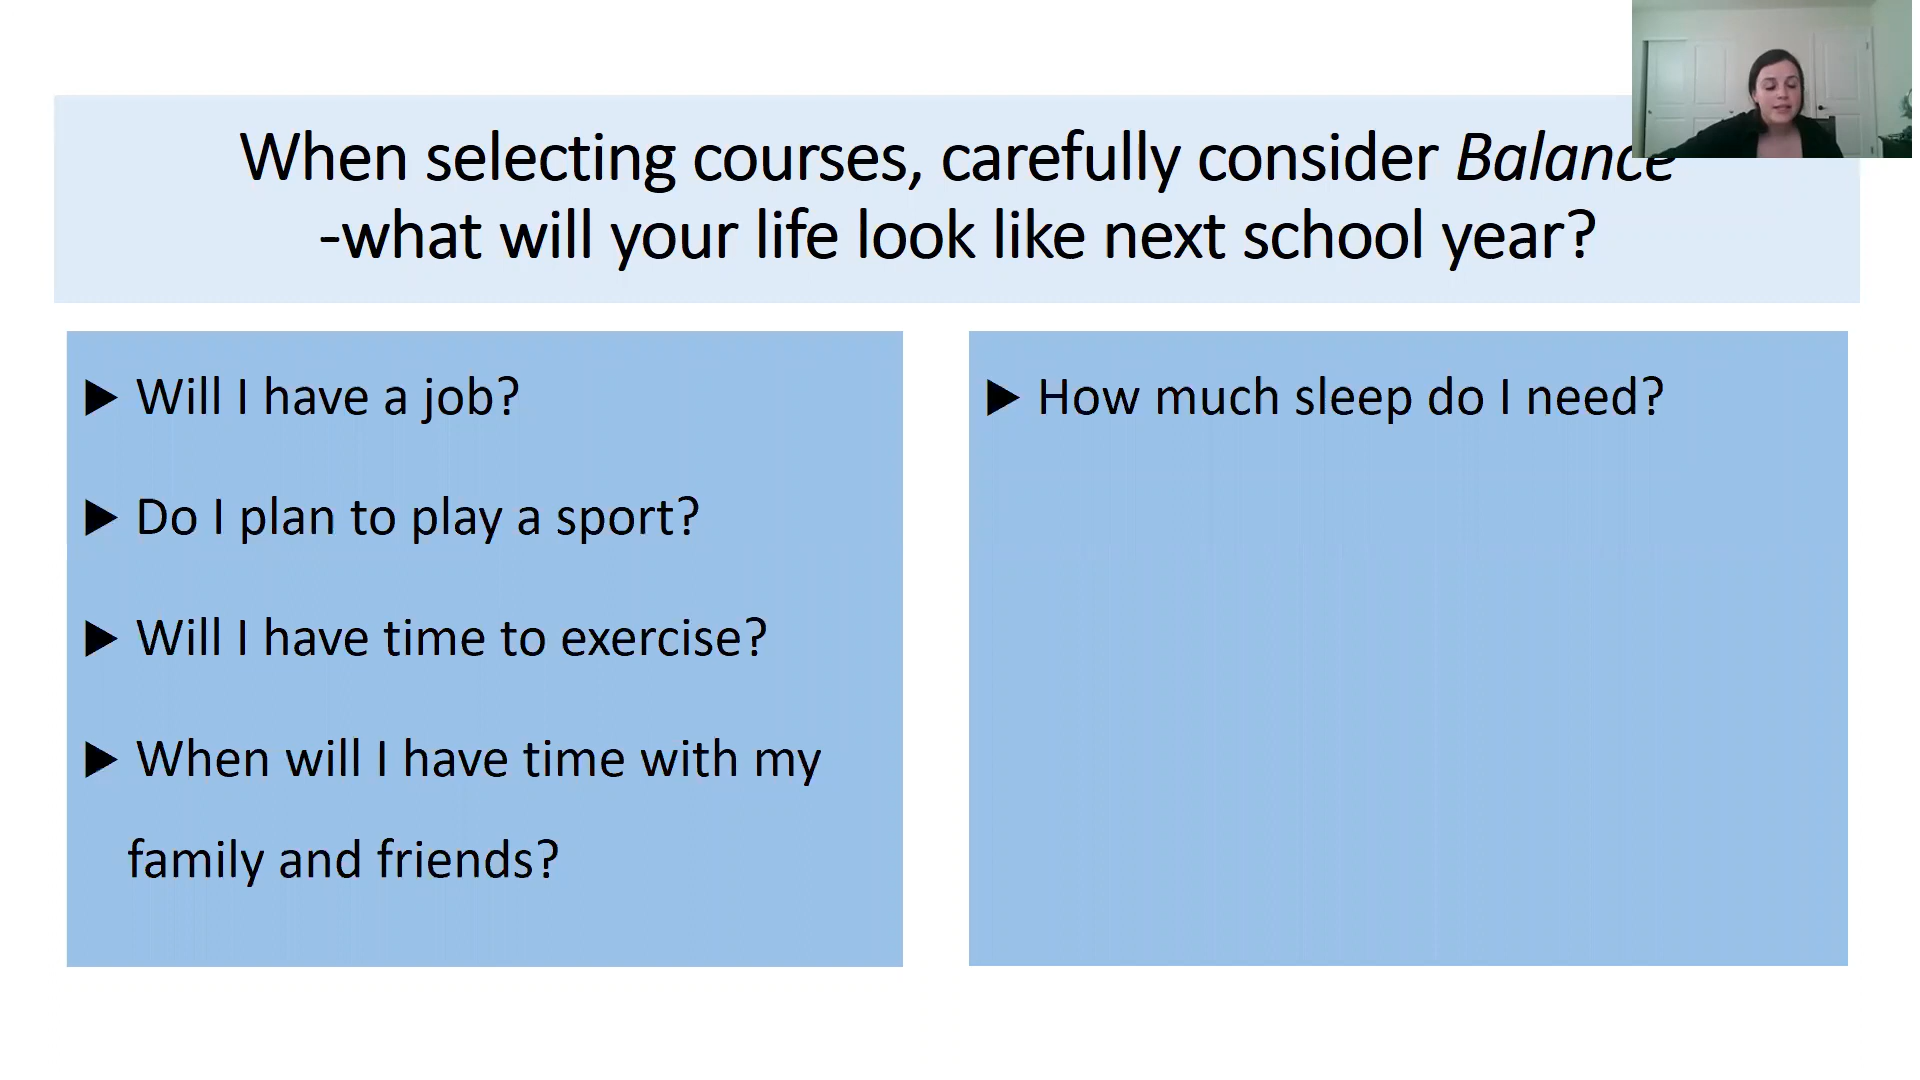 When selecting courses, carefully consider Balance
-what will your life look like next school year?
Will I have a job?
Do I plan to play a sport?
Will I have time to exercise?
When will I have time with my
family and friends?
How much sleep do I need?